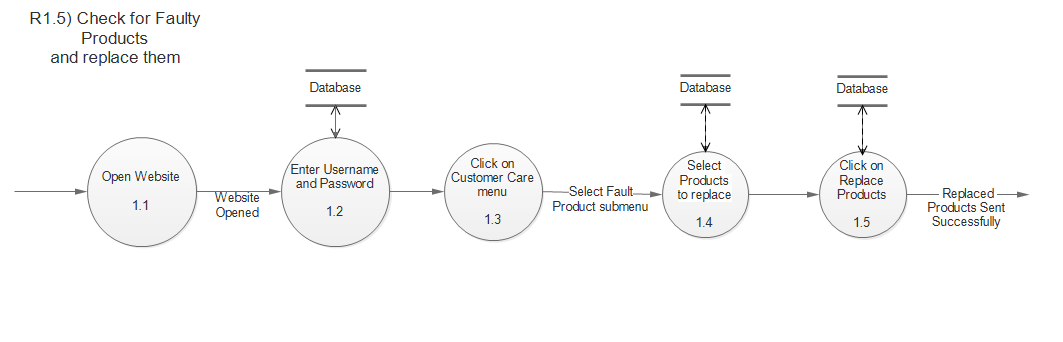 R1.5) Check for Faulty
Products
and replace them
Database
Database
Database
Open Website
1.1
Website
Opened
Enter Username
and Password
1.2
Click on
Customer Care
menu
1.3
Select Fault
Product submenu
Select
Products
to replace
1.4
Click on
Replace
Products
1.5
Replaced
Products Sent
Successfully